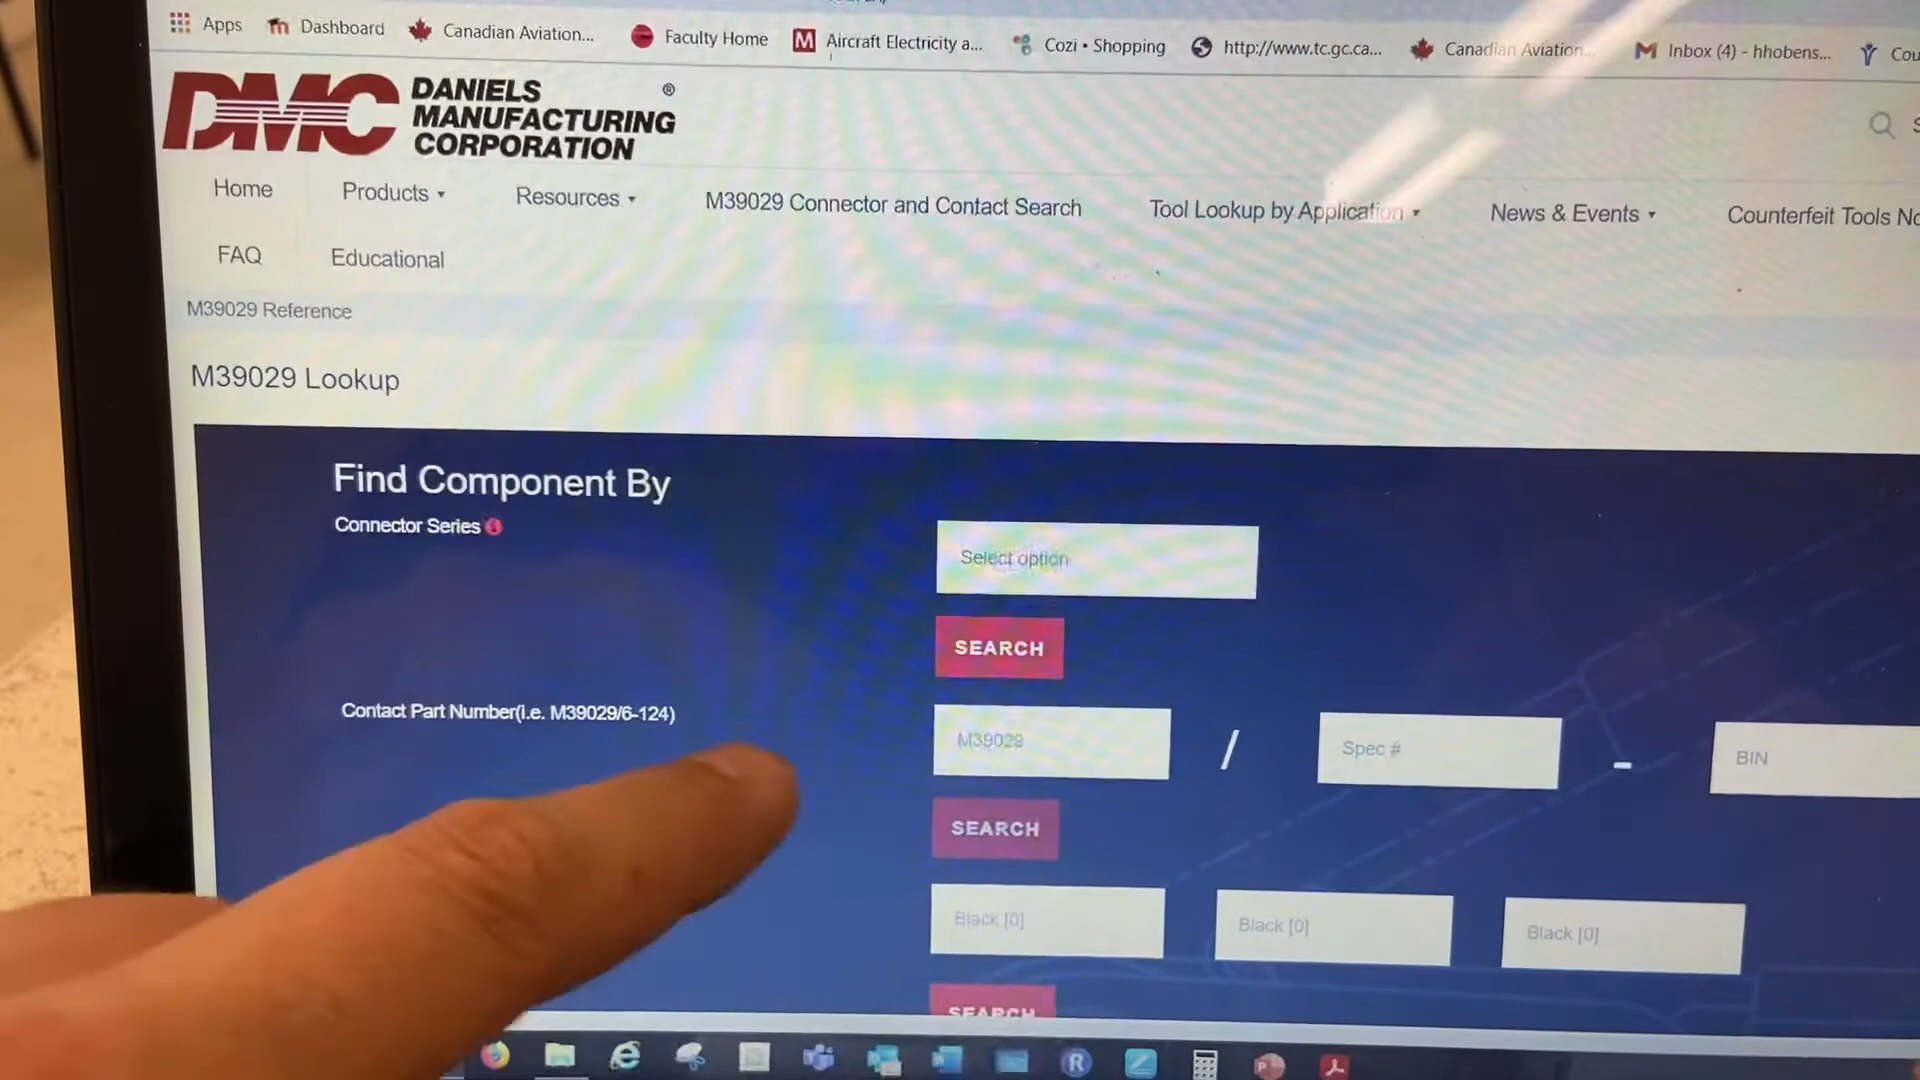 Apps
Dashboard
Canadian Aviation...
Faculty Home
M
Aircraft Electricity a...
Cozi • Shopping
http://www.tc.gc.ca...
Canadian Aviation...
Inbox (4) - hhobens...
DMC
DANIELS
MANUFACTURING
CORPORATION
®
Home
Products
Resources
M39029 Connector and Contact Search
Tool Lookup by Application
News & Events
Counterfeit Tools
FAQ
Educational
M39029 Reference
M39029 Lookup
Find Component By
Connector Series
Select option
SEARCH
Contact Part Number(i.e. M39029/6-124)
M39029
/
Spec #
-
BIN
SEARCH
Black [0]
Black [0]
Black [0]
SEARCH